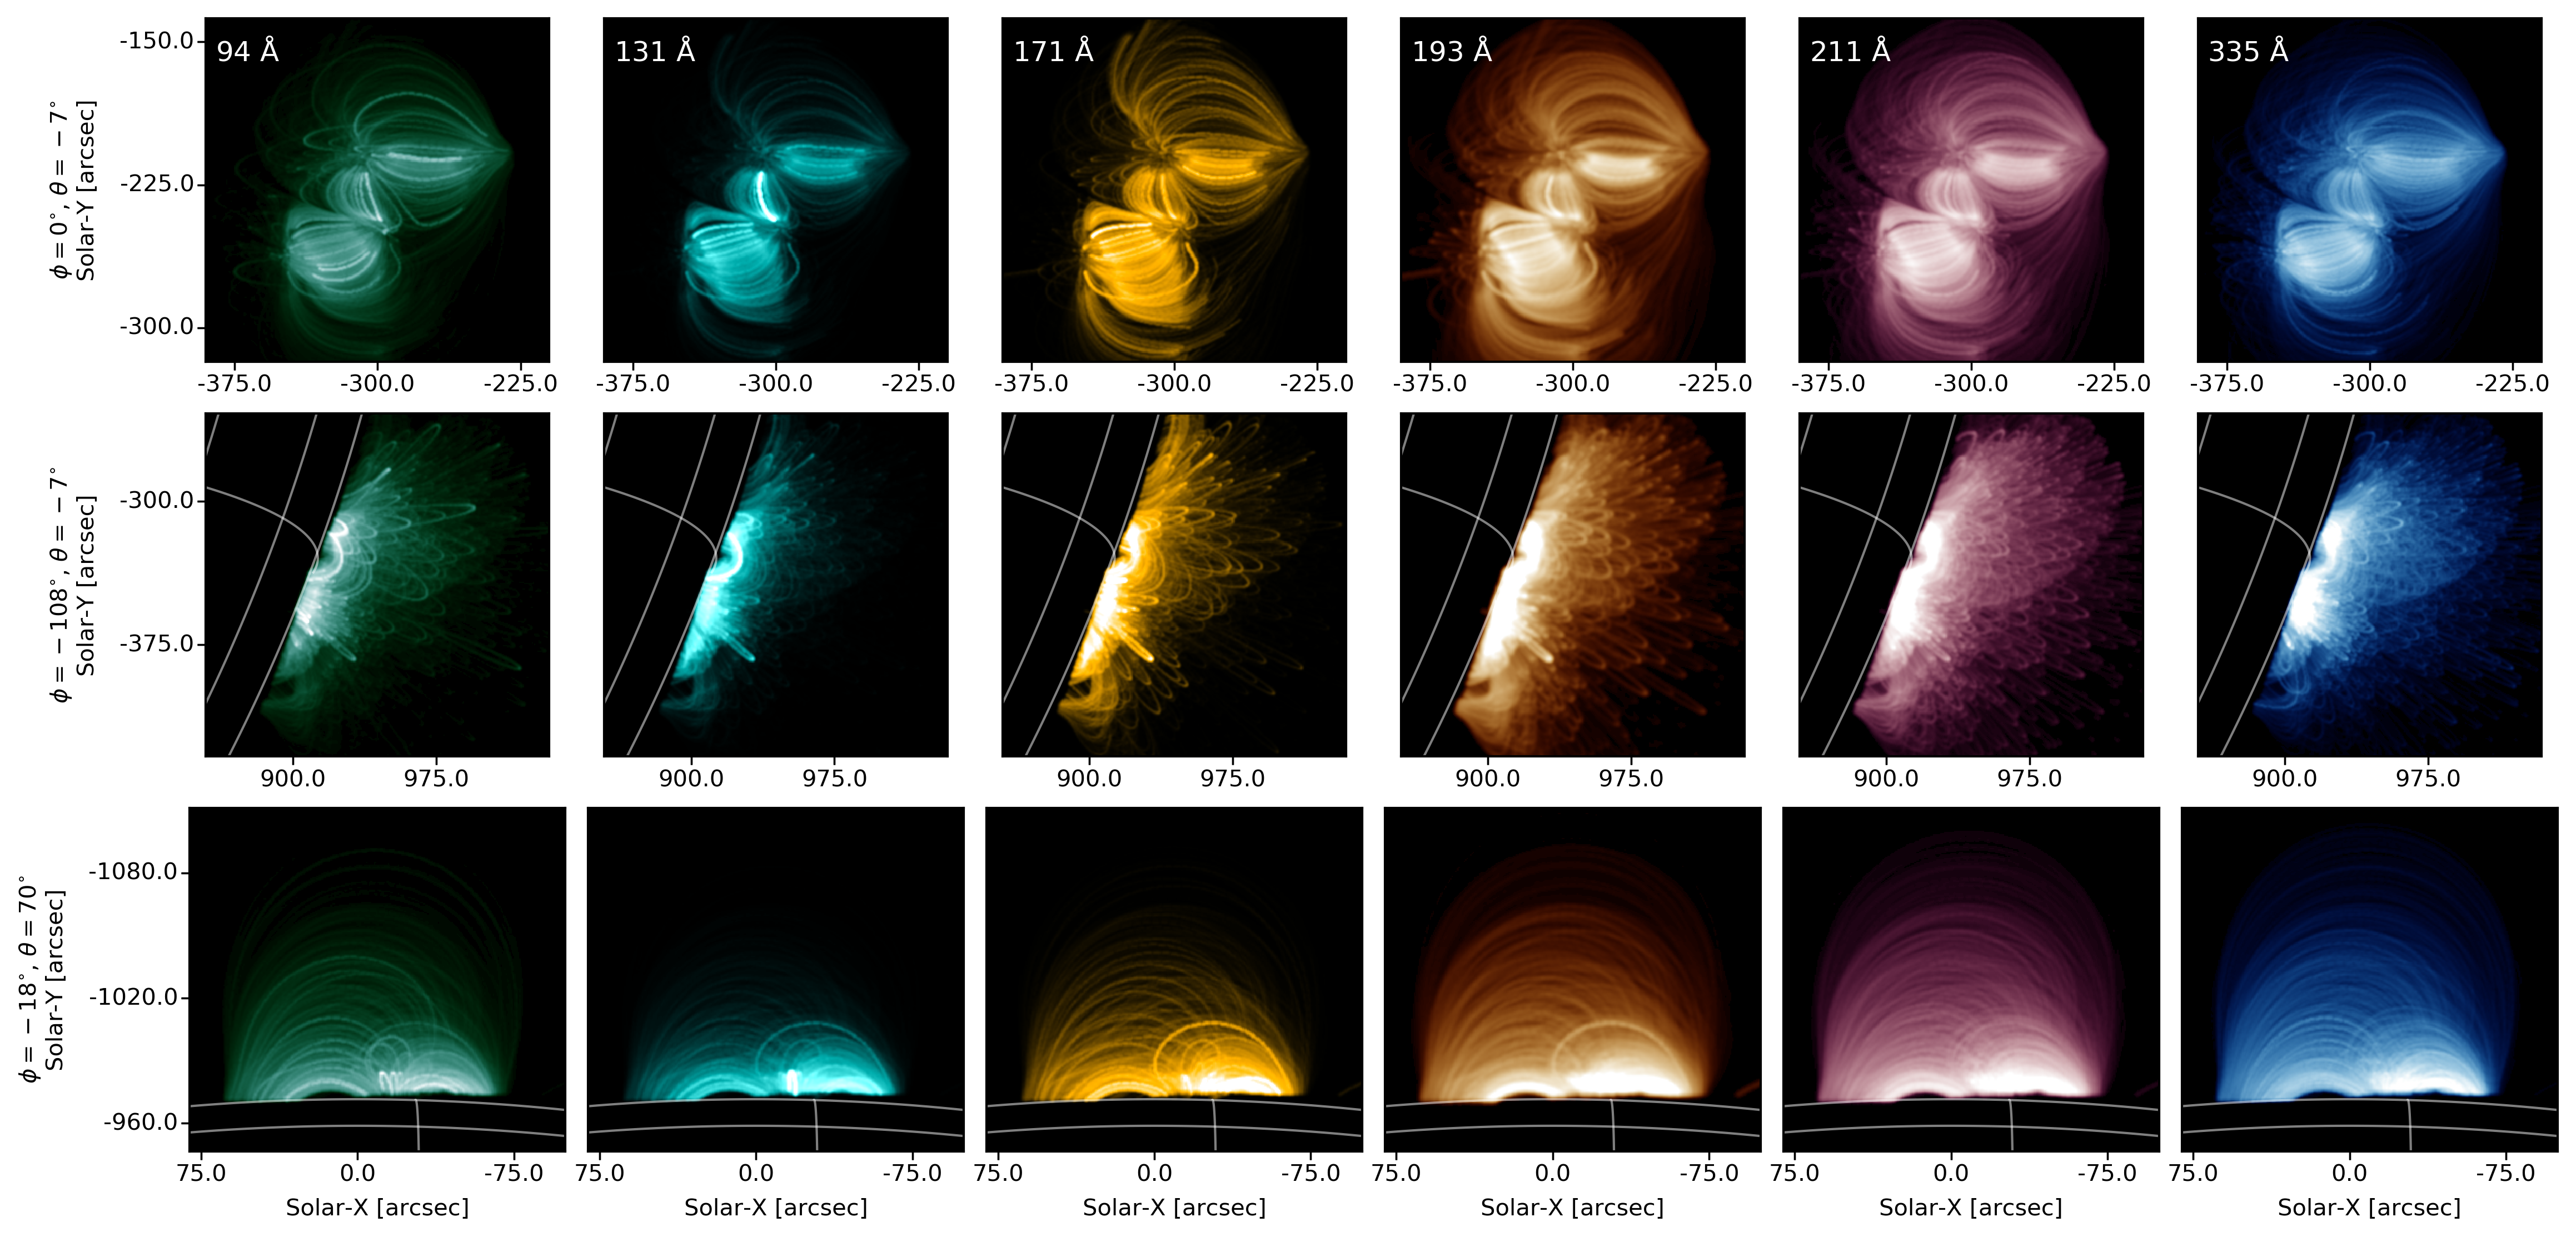 94 Å
131 Å
171 Å
193 Å
211 Å
335 Å
ϕ = 0°, θ = − 7°
Solar-Y [arcsec]
-150.0
-225.0
-300.0
-375.0 -300.0 -225.0
-375.0 -300.0 -225.0
-375.0 -300.0 -225.0
-375.0 -300.0 -225.0
-375.0 -300.0 -225.0
-375.0 -300.0 -225.0
ϕ = − 108°, θ = − 7°
Solar-Y [arcsec]
-300.0
-375.0
900.0 975.0
900.0 975.0
900.0 975.0
900.0 975.0
900.0 975.0
900.0 975.0
ϕ = − 18°, θ = 70°
Solar-Y [arcsec]
-1080.0
-1020.0
-960.0
75.0 0.0 -75.0
75.0 0.0 -75.0
75.0 0.0 -75.0
75.0 0.0 -75.0
75.0 0.0 -75.0
75.0 0.0 -75.0
Solar-X [arcsec]
Solar-X [arcsec]
Solar-X [arcsec]
Solar-X [arcsec]
Solar-X [arcsec]
Solar-X [arcsec]